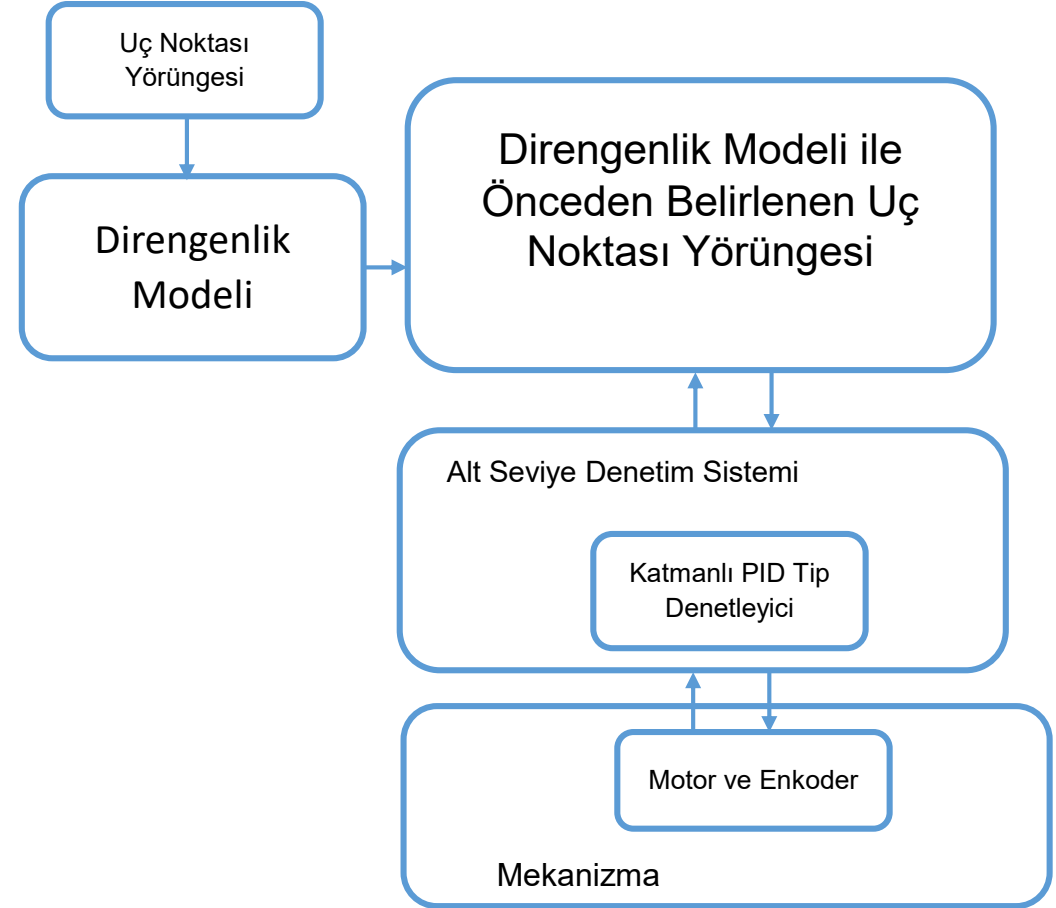 Uç Noktası
Yörüngesi
Direngenlik
Modeli
Direngenlik Modeli ile
Önceden Belirlenen Uç
Noktası Yörüngesi
Alt Seviye Denetim Sistemi
Katmanlı PID Tip
Denetleyici
Motor ve Enkoder
Mekanizma